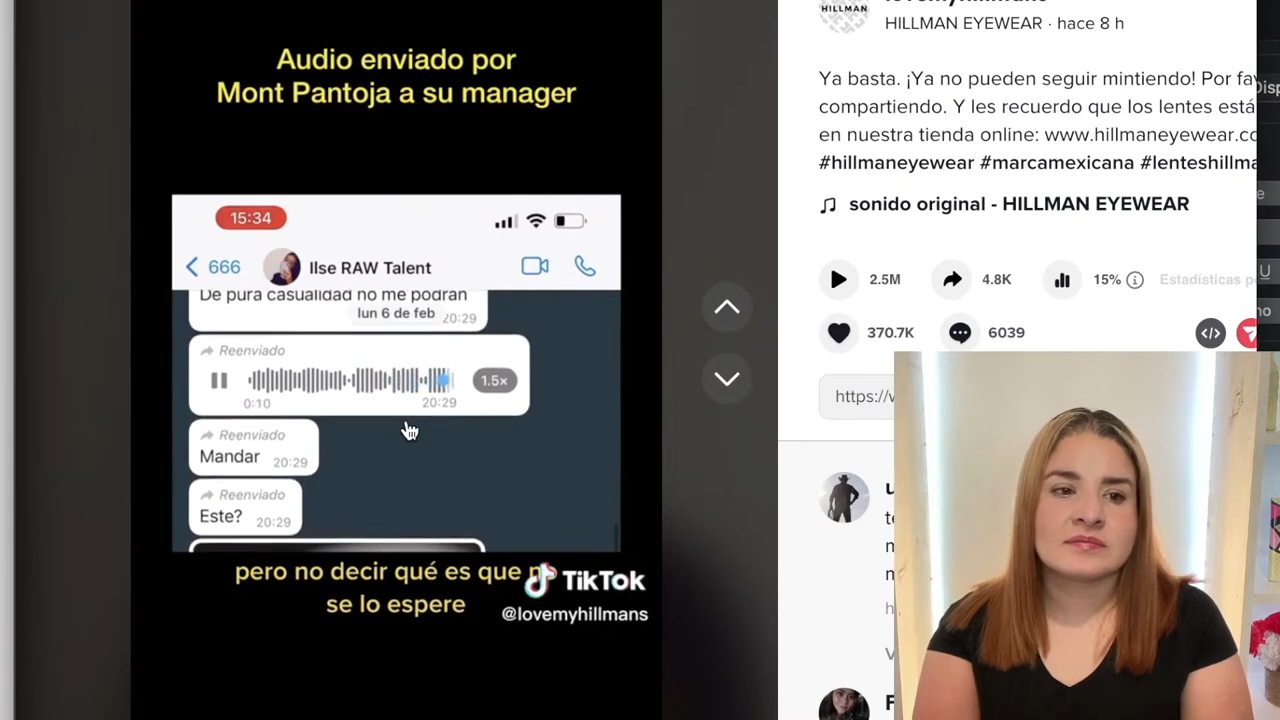 Audio enviado por
Mont Pantoja a su manager
15:34
666
Ilse RAW Talent
De pura casualidad no me podrán
lun 6 de feb
20:29
Reenviado
1.5×
0:10
20:29
Reenviado
Mandar
20:29
Reenviado
Este?
20:29
pero no decir qué es que
se lo espere
TikTok
@lovemyhillmans
HILLMAN
lovemyhillmans
HILLMAN EYEWEAR · hace 8 h
Ya basta. ¡Ya no pueden seguir mintiendo! Por fav
compartiendo. Y les recuerdo que los lentes está
en nuestra tienda online: www.hillmaneyewear.co
#hillmaneyewear #marcamexicana #lenteshillma
sonido original - HILLMAN EYEWEAR
2.5M
4.8K
15%
Estadísticas
370.7K
6039
https://